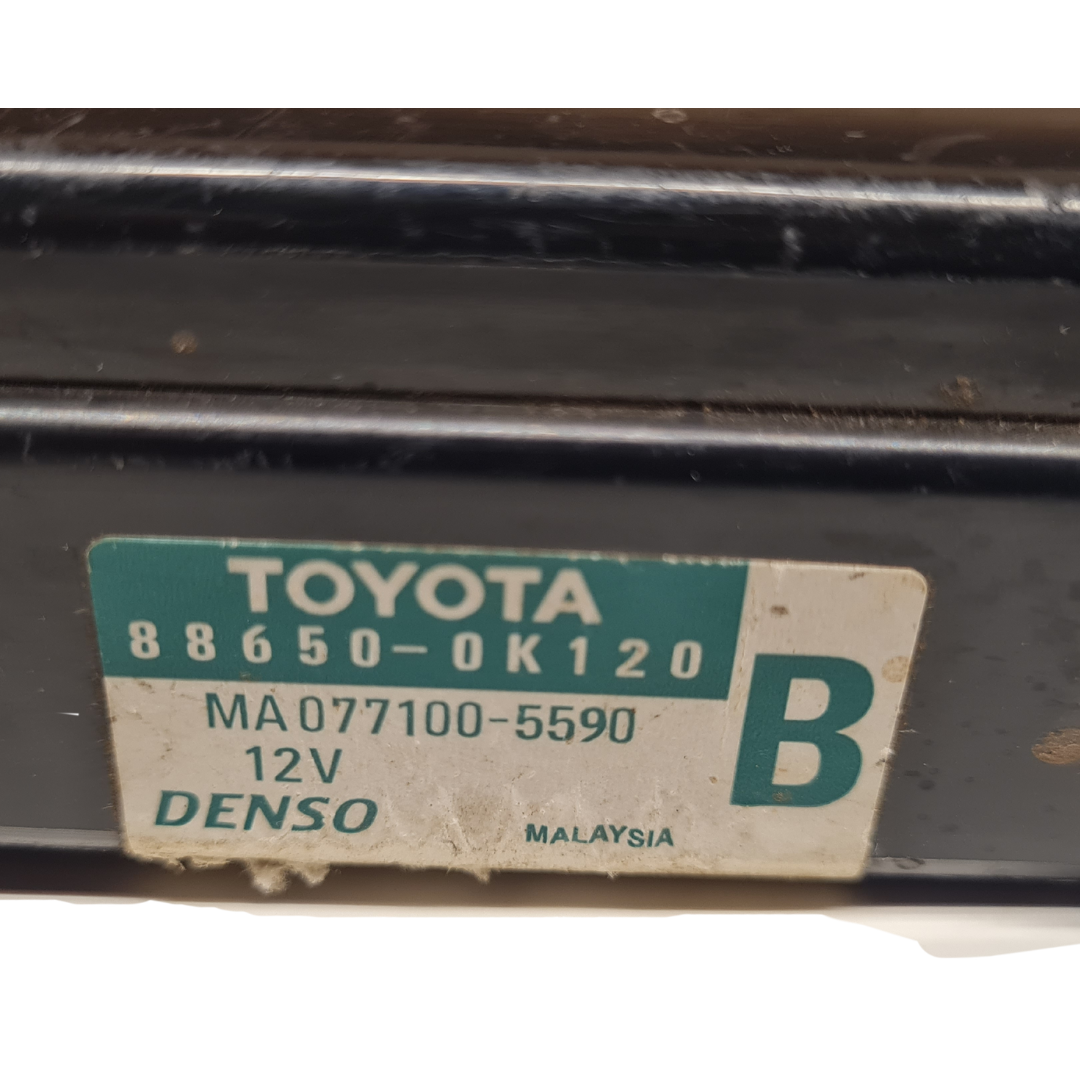 TOYOTA
88650-0K120
B
MA077100-5590
12V
DENSO
MALAYSIA